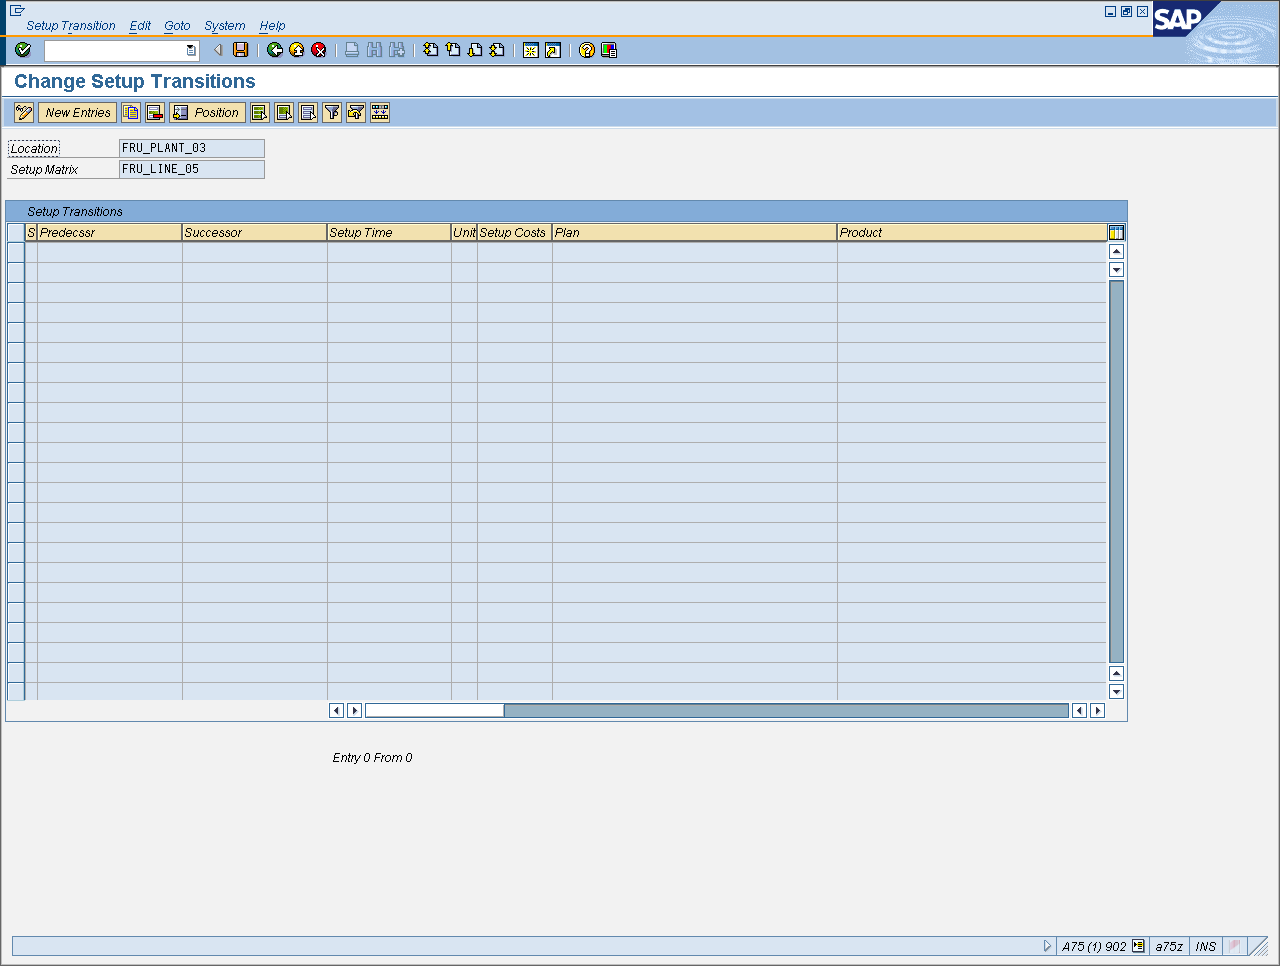 Setup Transition Edit Goto System Help
SAP
Change Setup Transitions
New Entries Position
Location FRU_PLANT_03
Setup Matrix FRU_LINE_05
Setup Transitions
S Predecssr Successor Setup Time Unit Setup Costs Plan Product
Entry 0 From 0
A75 (1) 902 a75z INS